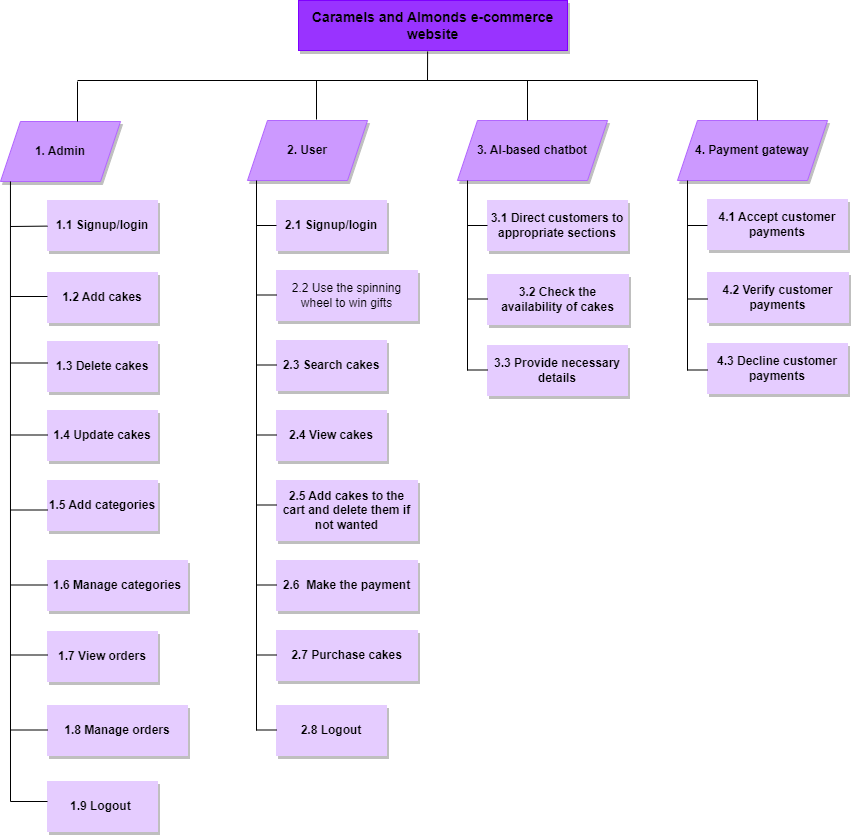 Caramels and Almonds e-commerce
website
1. Admin
2. User
3. AI-based chatbot
4. Payment gateway
1.1 Signup/login
1.2 Add cakes
1.3 Delete cakes
1.4 Update cakes
1.5 Add categories
1.6 Manage categories
1.7 View orders
1.8 Manage orders
1.9 Logout
2.1 Signup/login
2.2 Use the spinning
wheel to win gifts
2.3 Search cakes
2.4 View cakes
2.5 Add cakes to the
cart and delete them if
not wanted
2.6  Make the payment
2.7 Purchase cakes
2.8 Logout
3.1 Direct customers to
appropriate sections
3.2 Check the
availability of cakes
3.3 Provide necessary
details
4.1 Accept customer
payments
4.2 Verify customer
payments
4.3 Decline customer
payments